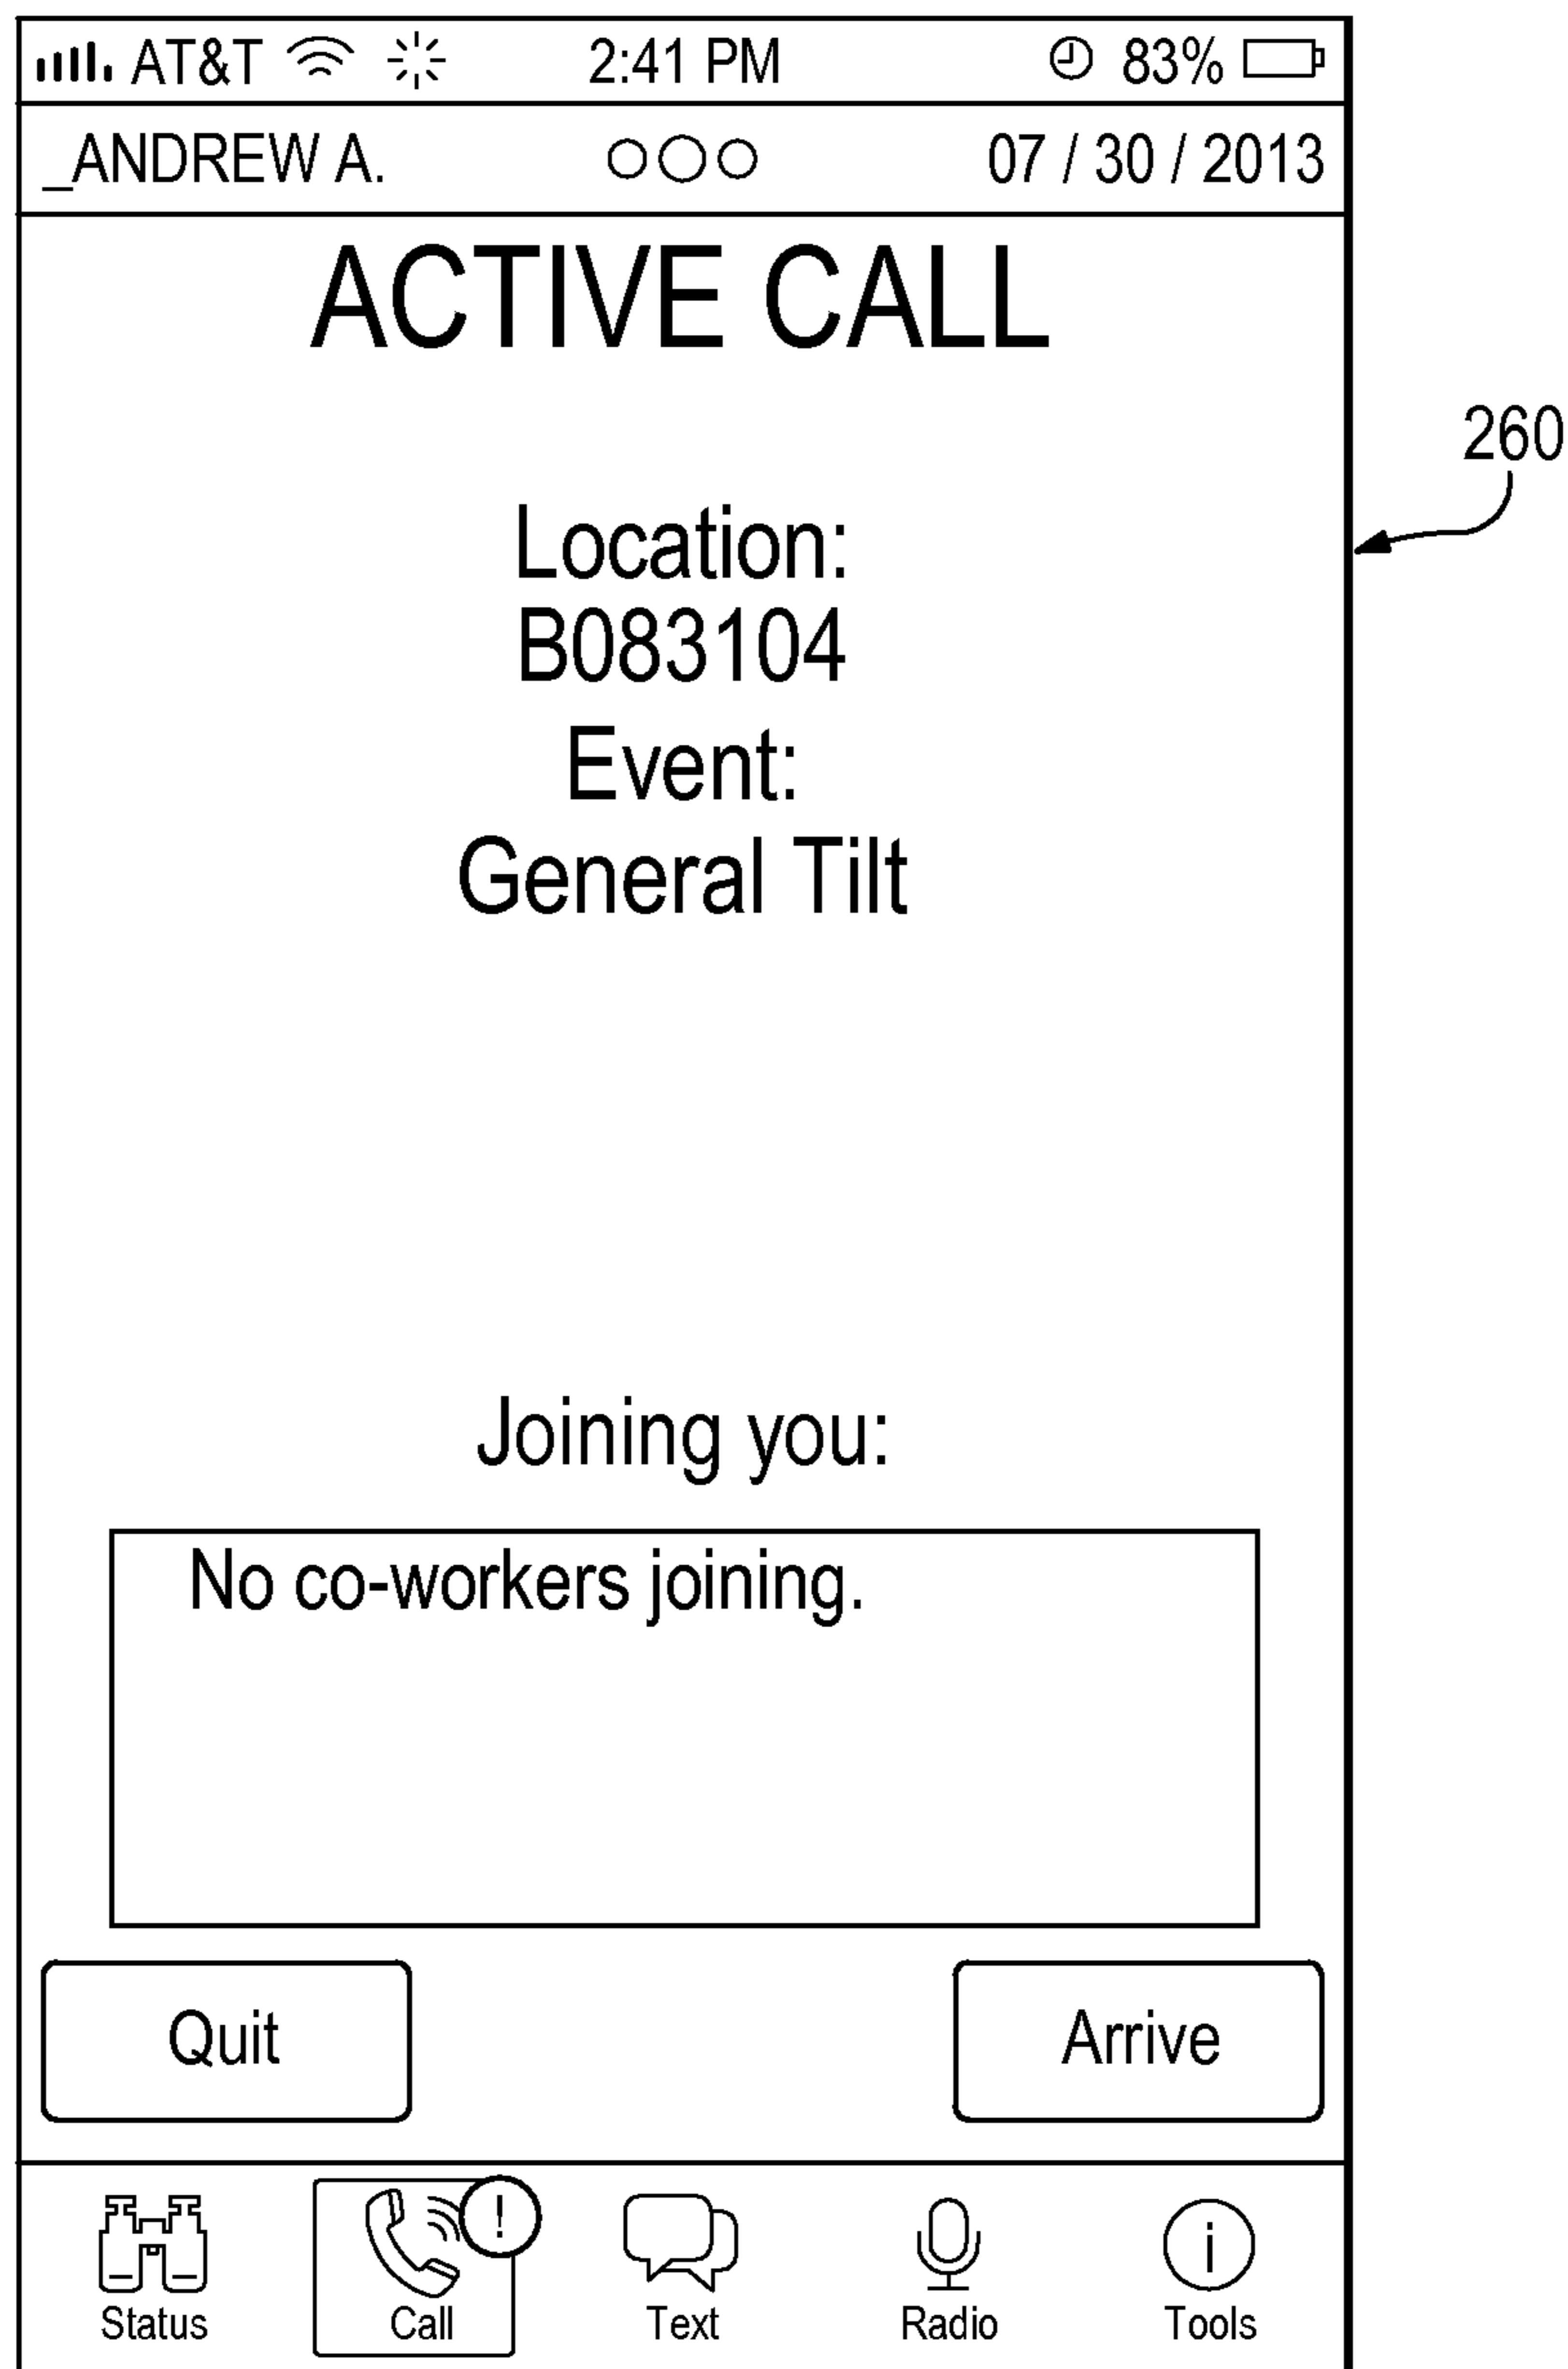 AT&T 2:41 PM 83%
_ANDREW A. 07 / 30 / 2013
ACTIVE CALL
260
Location:
B083104
Event:
General Tilt
Joining you:
No co-workers joining.
Quit Arrive
!
i
Status Call Text Radio Tools